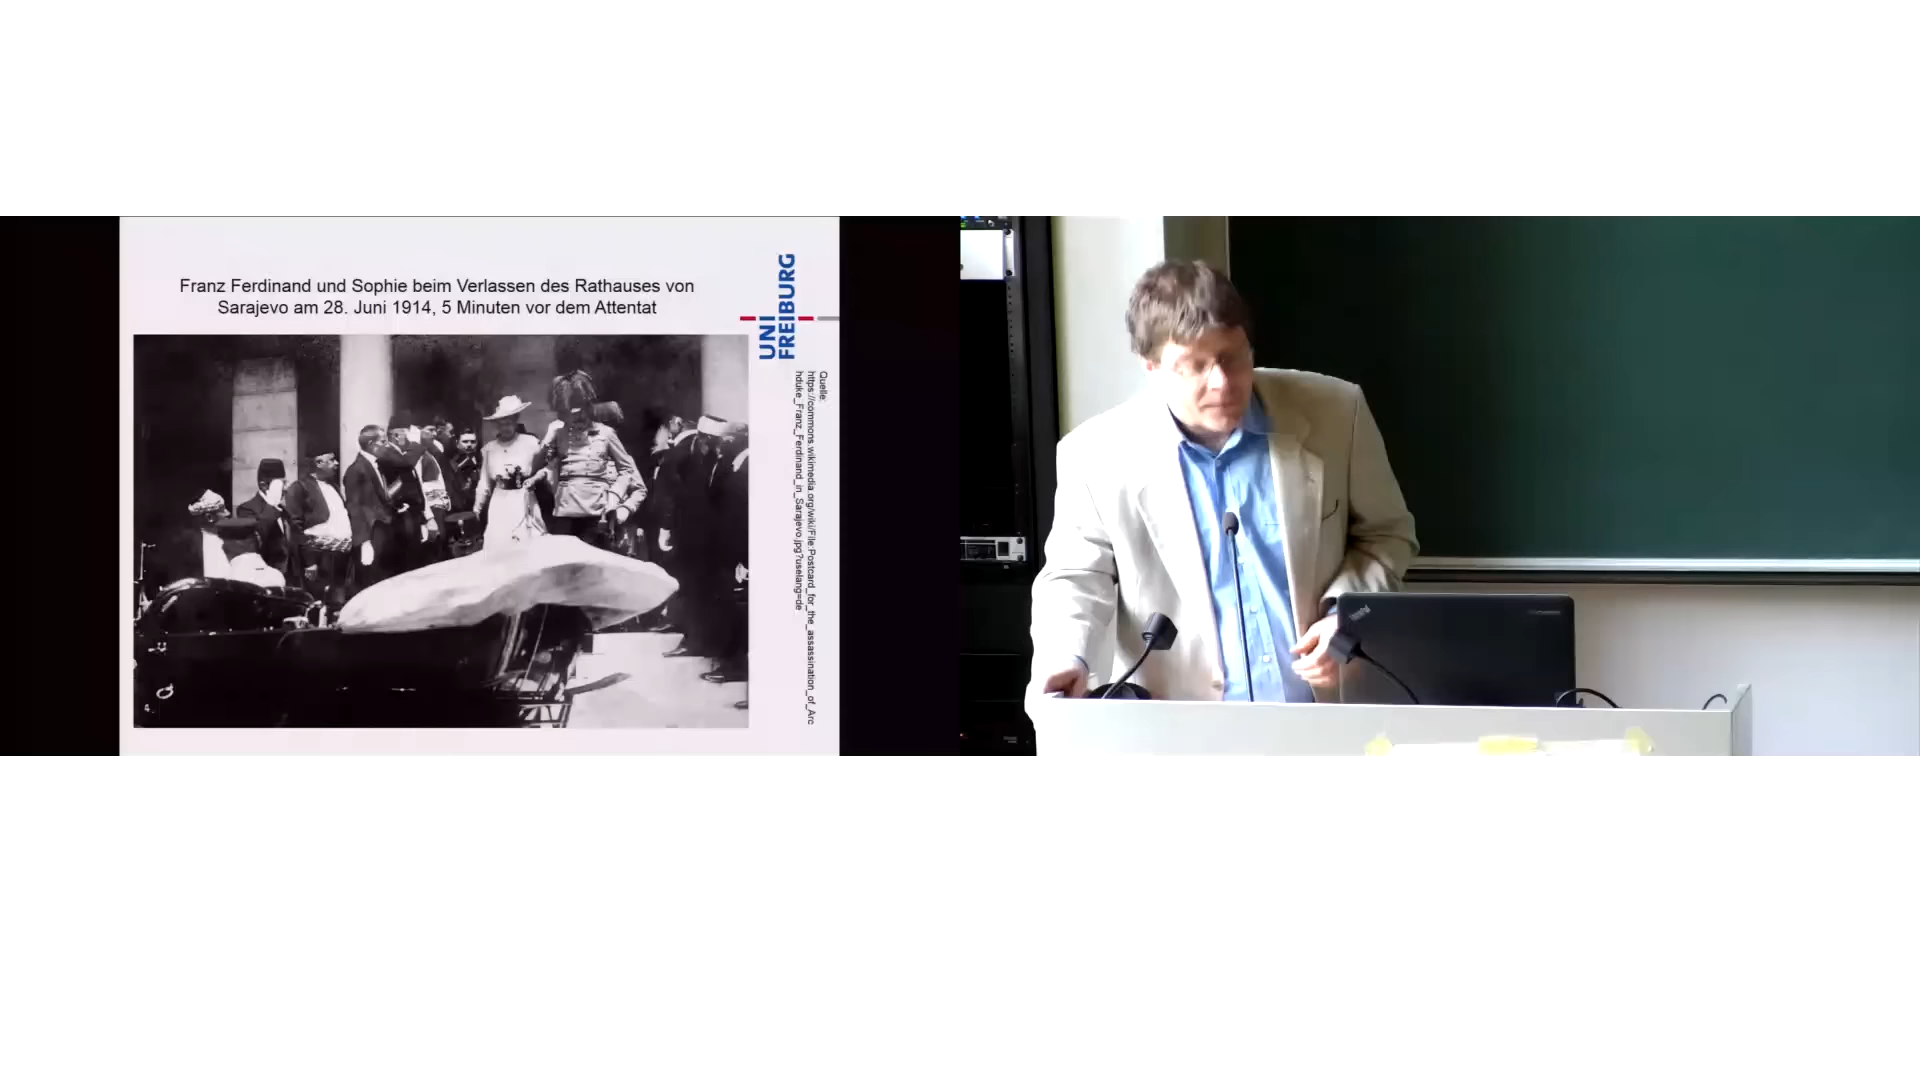 Franz Ferdinand und Sophie beim Verlassen des Rathauses von
Sarajevo am 28. Juni 1914, 5 Minuten vor dem Attentat
UNI
FREIBURG
Quelle:
https://commons.wikimedia.org/wiki/File:Postcard_for_the_assassination_of_Arc
hduke_Franz_Ferdinand_in_Sarajevo.jpg?uselang=de